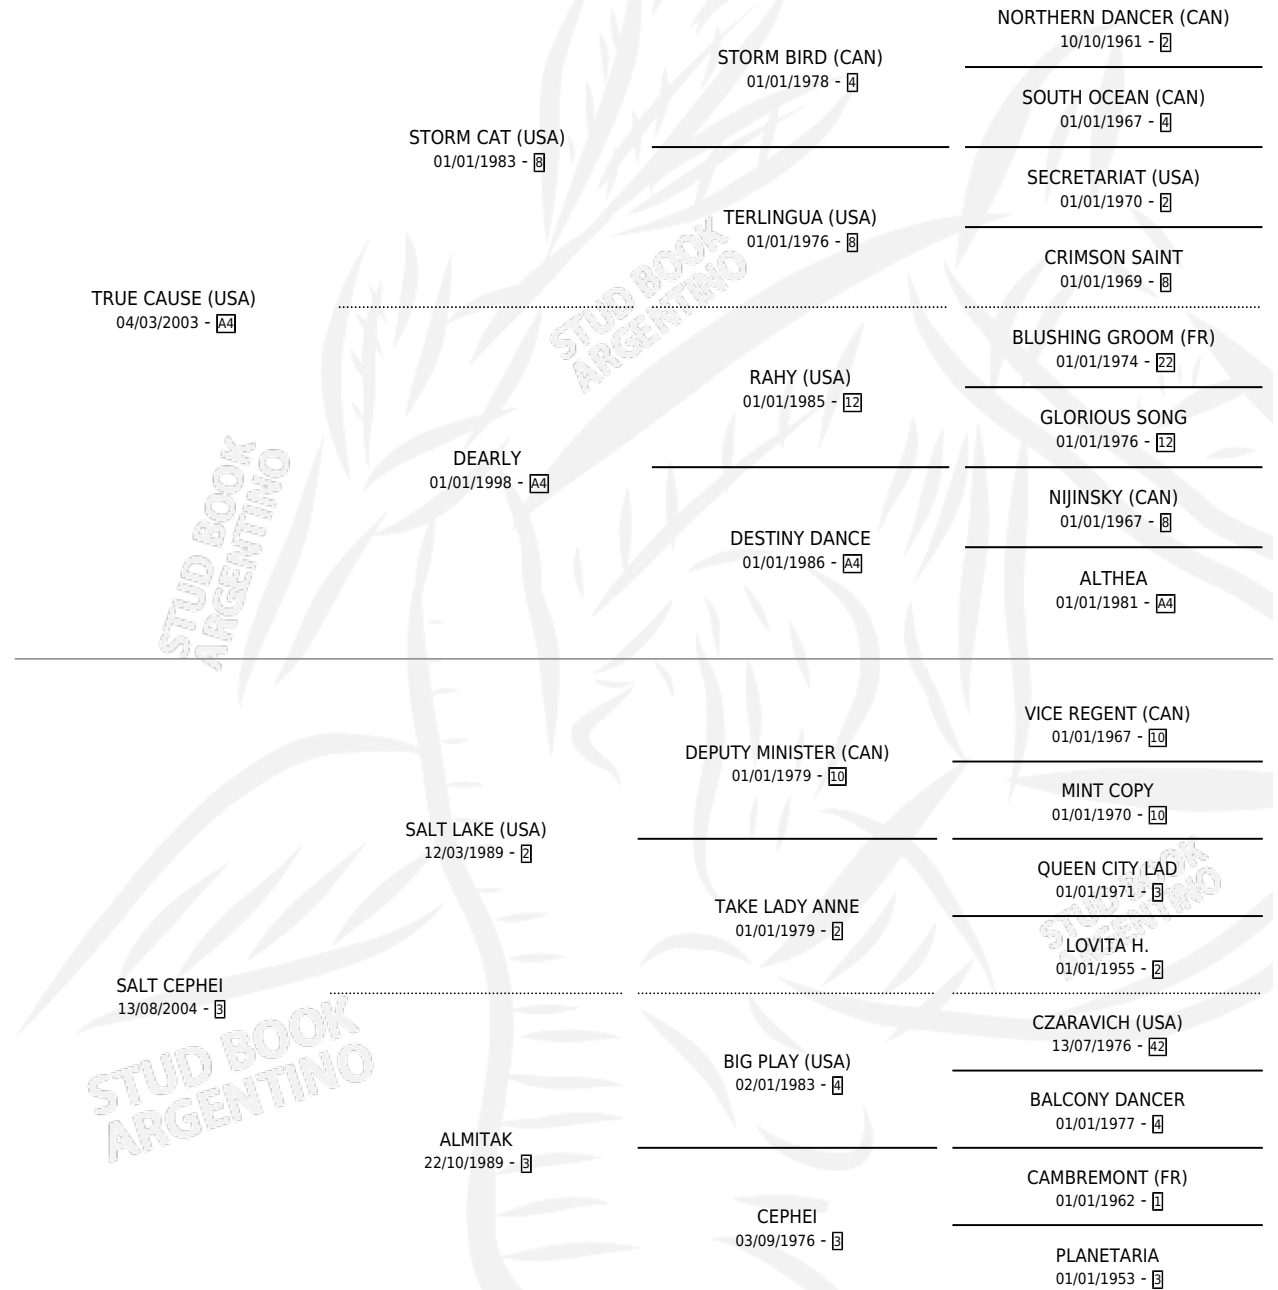 NORTHERN DANCER (CAN)
10/10/1961 - 2
STORM BIRD (CAN)
01/01/1978 - 4
SOUTH OCEAN (CAN)
01/01/1967 - 4
STORM CAT (USA)
01/01/1983 - 8
SECRETARIAT (USA)
01/01/1970 - 2
TERLINGUA (USA)
01/01/1976 - 8
CRIMSON SAINT
01/01/1969 - 8
TRUE CAUSE (USA)
04/03/2003 - A4
STUD BOOK
ARGENTINO
BLUSHING GROOM (FR)
01/01/1974 - 22
RAHY (USA)
01/01/1985 - 12
GLORIOUS SONG
01/01/1976 - 12
DEARLY
01/01/1998 - A4
NIJINSKY (CAN)
01/01/1967 - 8
DESTINY DANCE
01/01/1986 - A4
ALTHEA
01/01/1981 - A4
STUD BOOK
ARGENTINO
VICE REGENT (CAN)
01/01/1967 - 10
DEPUTY MINISTER (CAN)
01/01/1979 - 10
MINT COPY
01/01/1970 - 10
SALT LAKE (USA)
12/03/1989 - 2
QUEEN CITY LAD
01/01/1971 - 3
TAKE LADY ANNE
01/01/1979 - 2
STUD BOOK
ARGENTINO
LOVITA H.
01/01/1955 - 2
SALT CEPHEI
13/08/2004 - 3
STUD BOOK
ARGENTINO
CZARAVICH (USA)
13/07/1976 - 42
BIG PLAY (USA)
02/01/1983 - 4
BALCONY DANCER
01/01/1977 - 4
ALMITAK
22/10/1989 - 3
CAMBREMONT (FR)
01/01/1962 - 1
CEPHEI
03/09/1976 - 3
PLANETARIA
01/01/1953 - 3